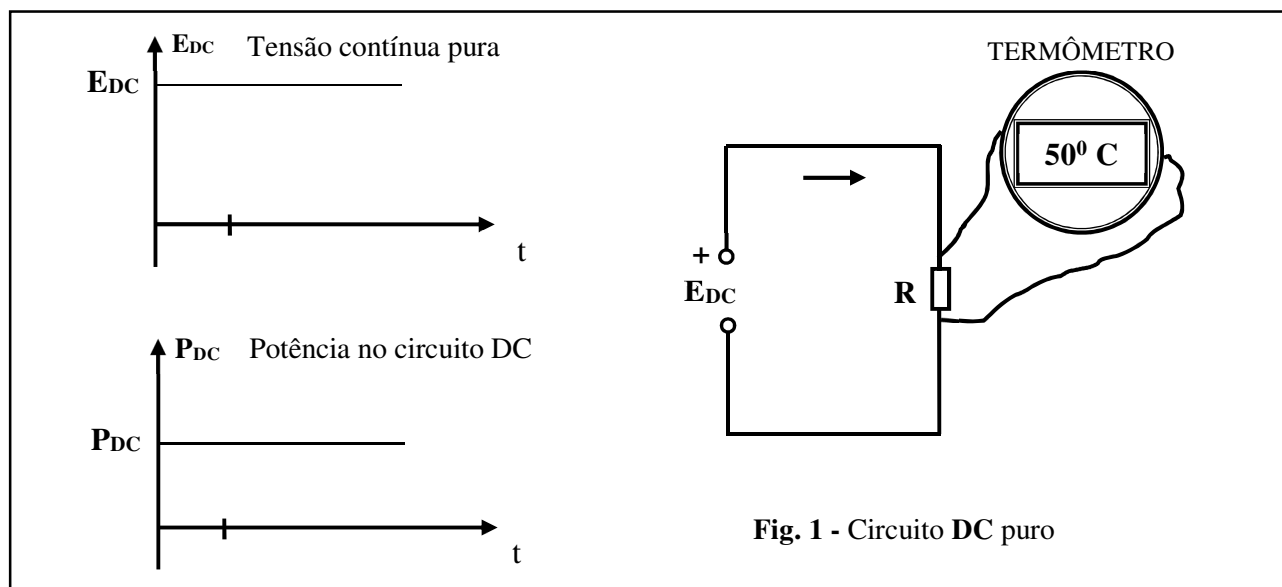 EDC Tensão contínua pura
EDC
t
PDC Potência no circuito DC
PDC
t
TERMÔMETRO
50⁰ C
+
EDC
R
Fig. 1 - Circuito DC puro